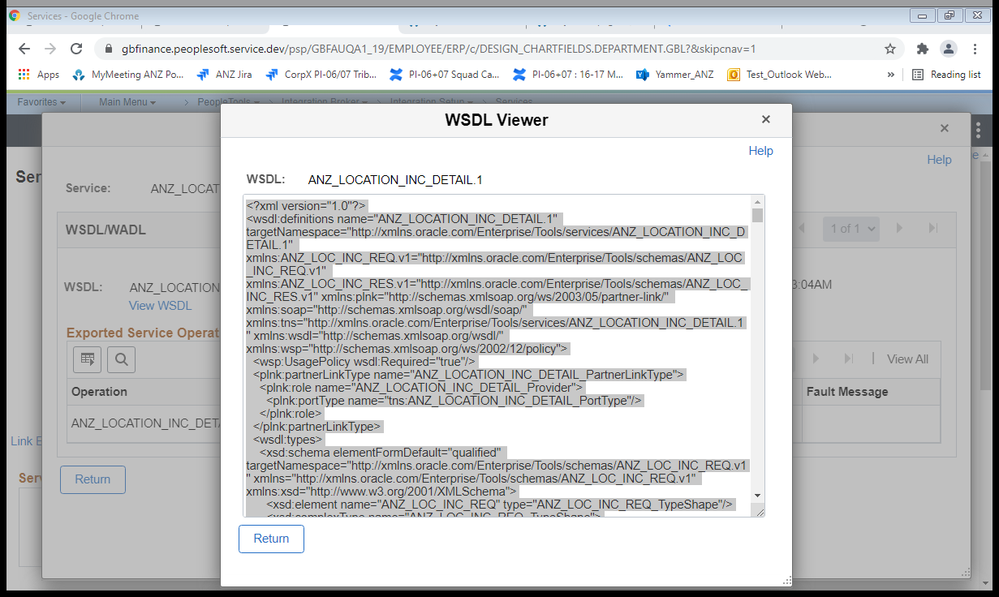 Services - Google Chrome
gbfinance.peoplesoft.service.dev/psp/GBFAUQA1_19/EMPLOYEE/ERP/c/DESIGN_CHARTFIELDS.DEPARTMENT.GBL?&skipcnav=1
Apps MyMeeting ANZ Po... ANZ Jira CorpX PI-06/07 Trib... PI-06+07 Squad Ca... PI-06+07 : 16-17 M... Yammer_ANZ Test_Outlook Web... » Reading list
Favorites Main Menu > PeopleTools > Integration Broker > Integration Setup > Services
WSDL Viewer
Help
Help
Ser
Service: ANZ_LOCAT
WSDL: ANZ_LOCATION_INC_DETAIL.1
WSDL/WADL
1 of 1
WSDL: ANZ_LOCATION
3:04AM
View WSDL
Exported Service Operat
View All
Operation
Fault Message
ANZ_LOCATION_INC_DETA
Link E
Serv
Return
<?xml version="1.0"?>
<wsdl:definitions name="ANZ_LOCATION_INC_DETAIL.1"
targetNamespace="http://xmlns.oracle.com/Enterprise/Tools/services/ANZ_LOCATION_INC_D
ETAIL.1"
xmlns:ANZ_LOC_INC_REQ.v1="http://xmlns.oracle.com/Enterprise/Tools/schemas/ANZ_LOC
_INC_REQ.v1"
xmlns:ANZ_LOC_INC_RES.v1="http://xmlns.oracle.com/Enterprise/Tools/schemas/ANZ_LOC_
INC_RES.v1" xmlns:plnk="http://schemas.xmlsoap.org/ws/2003/05/partner-link/"
xmlns:soap="http://schemas.xmlsoap.org/wsdl/soap/"
xmlns:tns="http://xmlns.oracle.com/Enterprise/Tools/services/ANZ_LOCATION_INC_DETAIL.1
" xmlns:wsdl="http://schemas.xmlsoap.org/wsdl/"
xmlns:wsp="http://schemas.xmlsoap.org/ws/2002/12/policy">
<wsp:UsagePolicy wsdl:Required="true"/>
<plnk:partnerLinkType name="ANZ_LOCATION_INC_DETAIL_PartnerLinkType">
<plnk:role name="ANZ_LOCATION_INC_DETAIL_Provider">
<plnk:portType name="tns:ANZ_LOCATION_INC_DETAIL_PortType"/>
</plnk:role>
</plnk:partnerLinkType>
<wsdl:types>
<xsd:schema elementFormDefault="qualified"
targetNamespace="http://xmlns.oracle.com/Enterprise/Tools/schemas/ANZ_LOC_INC_REQ.v1
" xmlns="http://xmlns.oracle.com/Enterprise/Tools/schemas/ANZ_LOC_INC_REQ.v1"
xmlns:xsd="http://www.w3.org/2001/XMLSchema">
<xsd:element name="ANZ_LOC_INC_REQ" type="ANZ_LOC_INC_REQ_TypeShape"/>
<xsd:complexType name="ANZ_LOC_INC_REQ_TypeShape">
Return